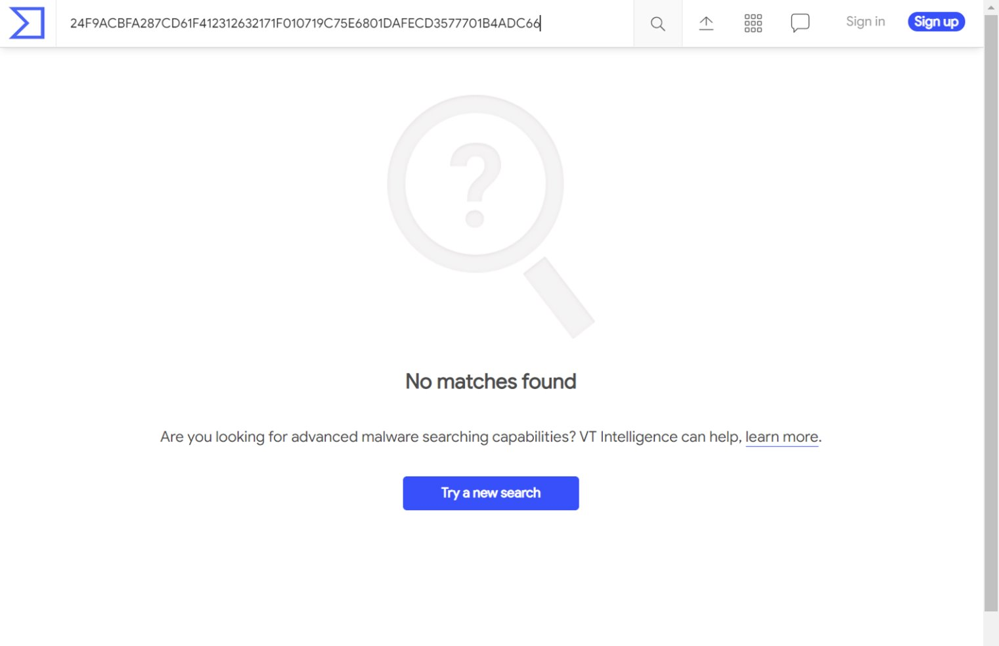 24F9ACBFA287CD61F412312632171F010719C75E6801DAFECD3577701B4ADC66
Sign in
Sign up
?
No matches found
Are you looking for advanced malware searching capabilities? VT Intelligence can help, learn more.
Try a new search